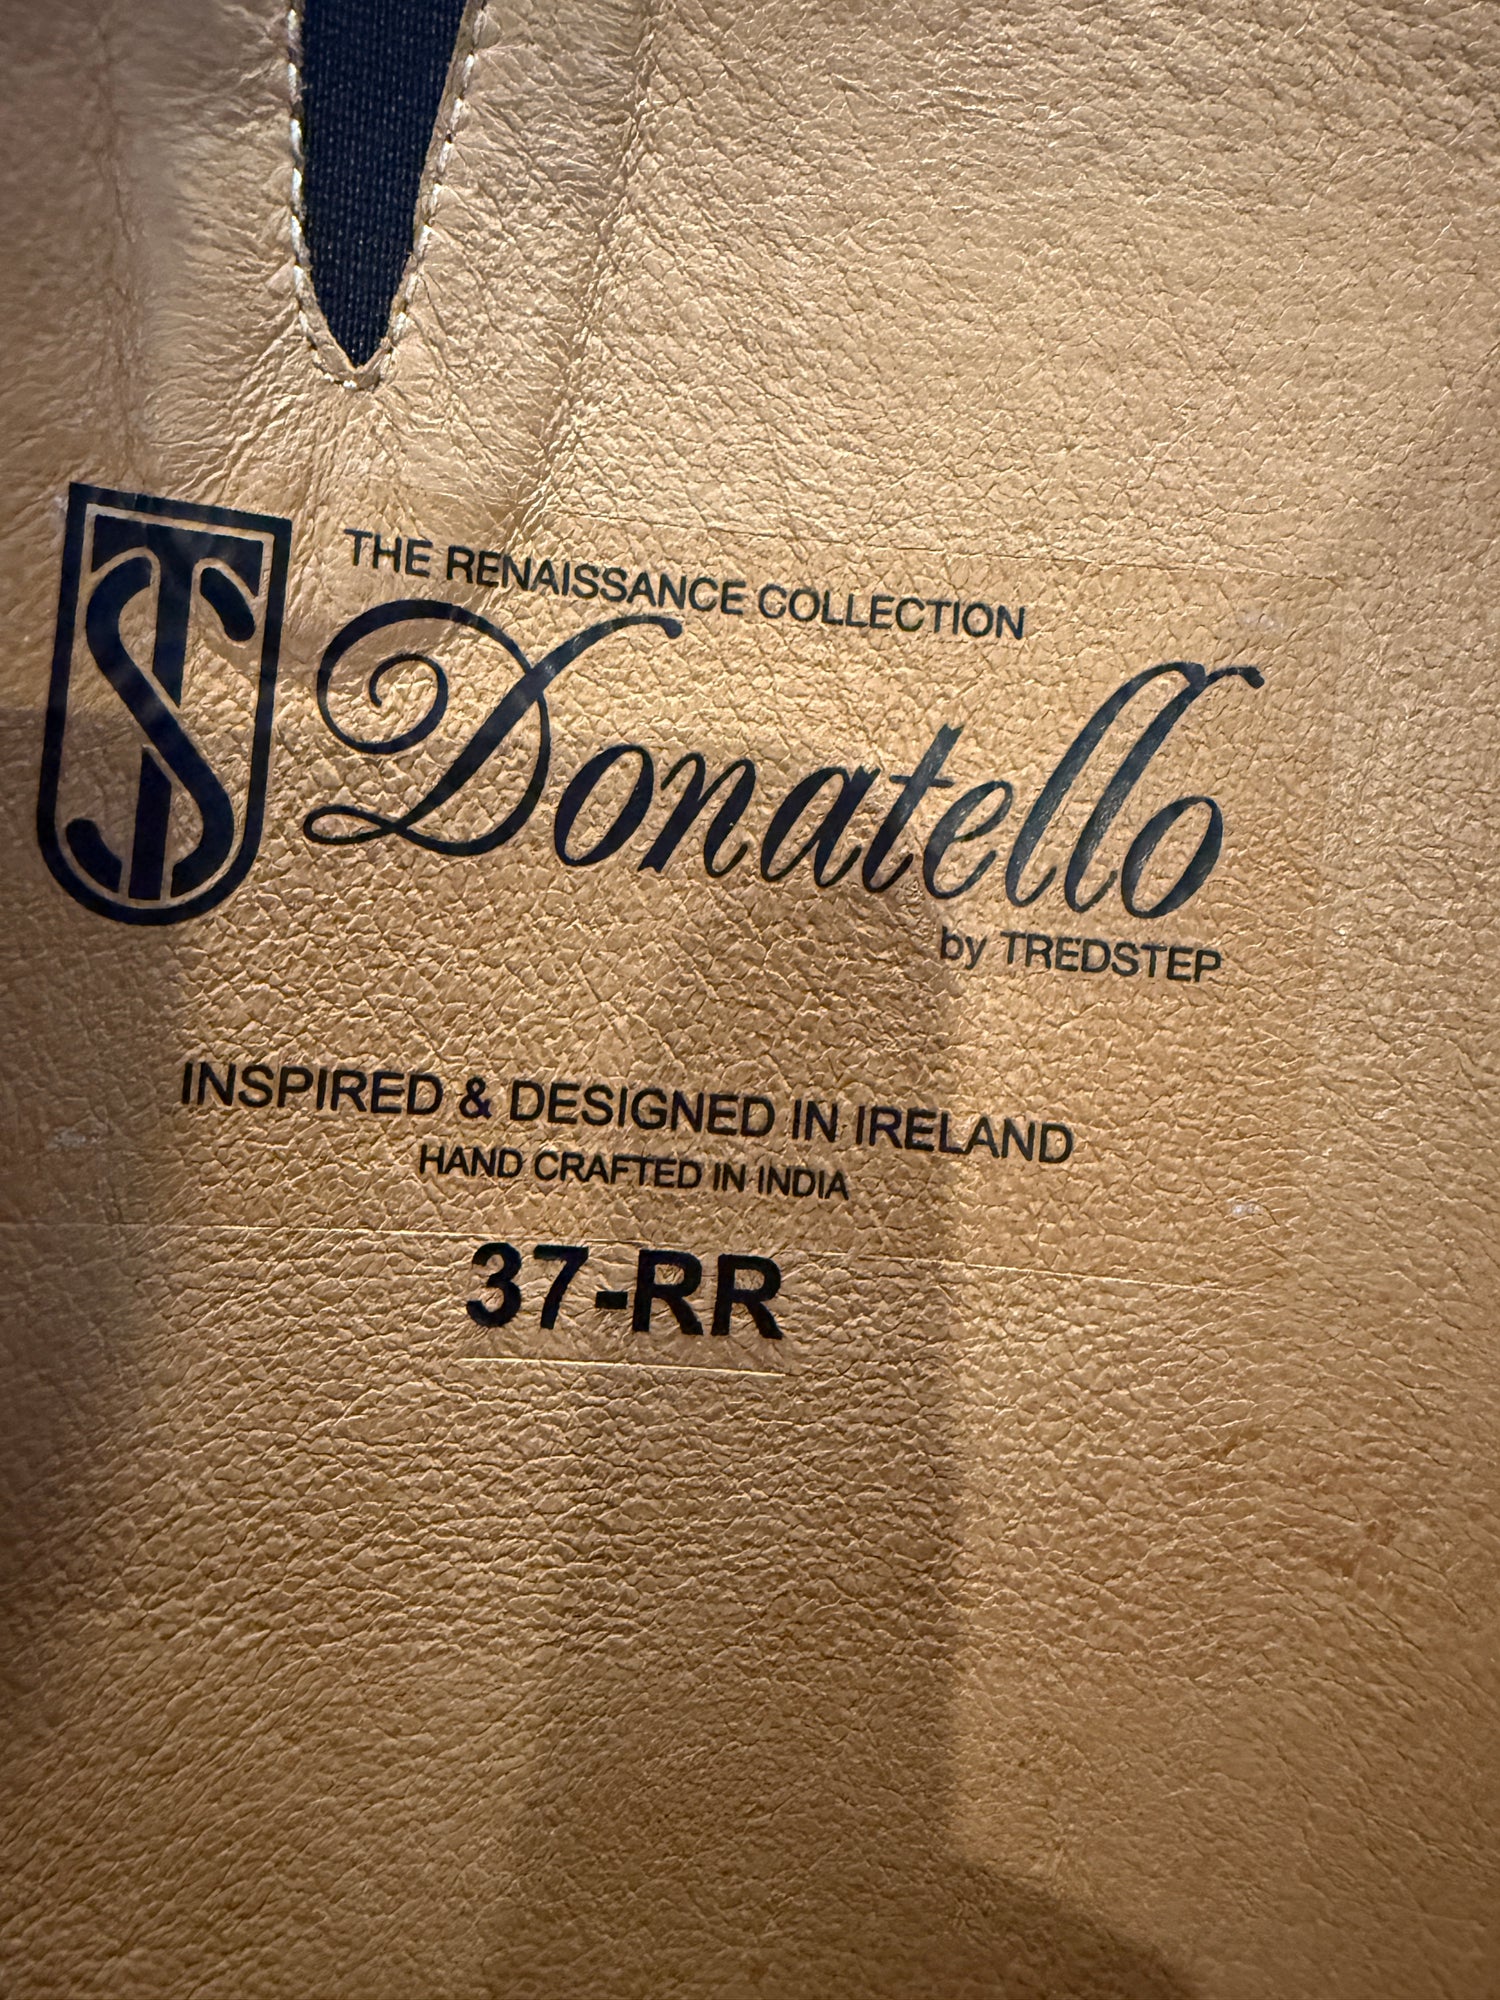 TS
THE RENAISSANCE COLLECTION
Donatello
by TREDSTEP
INSPIRED & DESIGNED IN IRELAND
HAND CRAFTED IN INDIA
37-RR